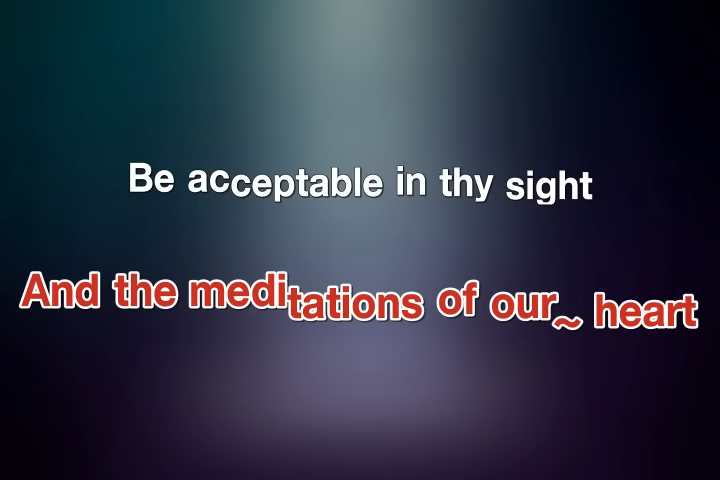 Be acceptable in thy sight
And the meditations of our~ heart